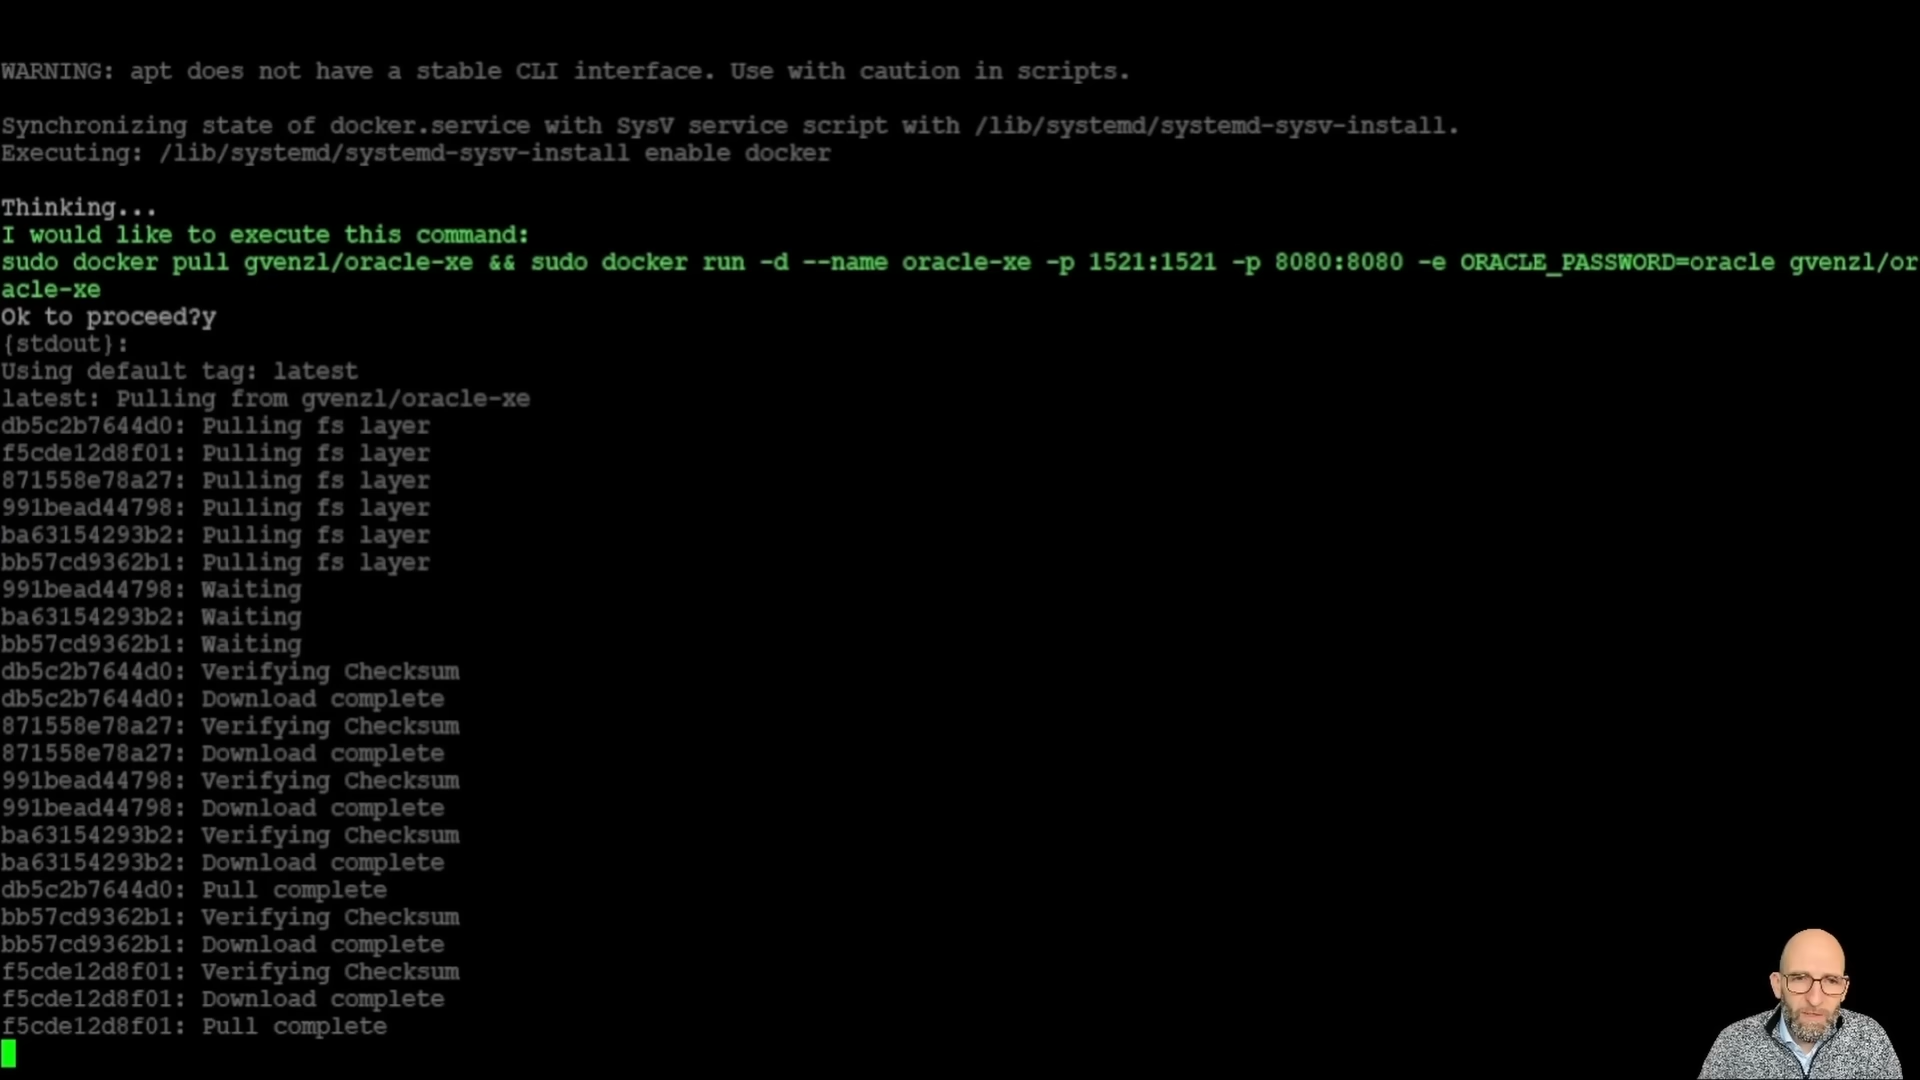 WARNING: apt does not have a stable CLI interface. Use with caution in scripts.
Synchronizing state of docker.service with SysV service script with /lib/systemd/systemd-sysv-install.
Executing: /lib/systemd/systemd-sysv-install enable docker
Thinking...
I would like to execute this command:
sudo docker pull gvenzl/oracle-xe && sudo docker run -d --name oracle-xe -p 1521:1521 -p 8080:8080 -e ORACLE_PASSWORD=oracle gvenzl/or
acle-xe
Ok to proceed?y
{stdout}:
Using default tag: latest
latest: Pulling from gvenzl/oracle-xe
db5c2b7644d0: Pulling fs layer
f5cde12d8f01: Pulling fs layer
871558e78a27: Pulling fs layer
991bead44798: Pulling fs layer
ba63154293b2: Pulling fs layer
bb57cd9362b1: Pulling fs layer
991bead44798: Waiting
ba63154293b2: Waiting
bb57cd9362b1: Waiting
db5c2b7644d0: Verifying Checksum
db5c2b7644d0: Download complete
871558e78a27: Verifying Checksum
871558e78a27: Download complete
991bead44798: Verifying Checksum
991bead44798: Download complete
ba63154293b2: Verifying Checksum
ba63154293b2: Download complete
db5c2b7644d0: Pull complete
bb57cd9362b1: Verifying Checksum
bb57cd9362b1: Download complete
f5cde12d8f01: Verifying Checksum
f5cde12d8f01: Download complete
f5cde12d8f01: Pull complete